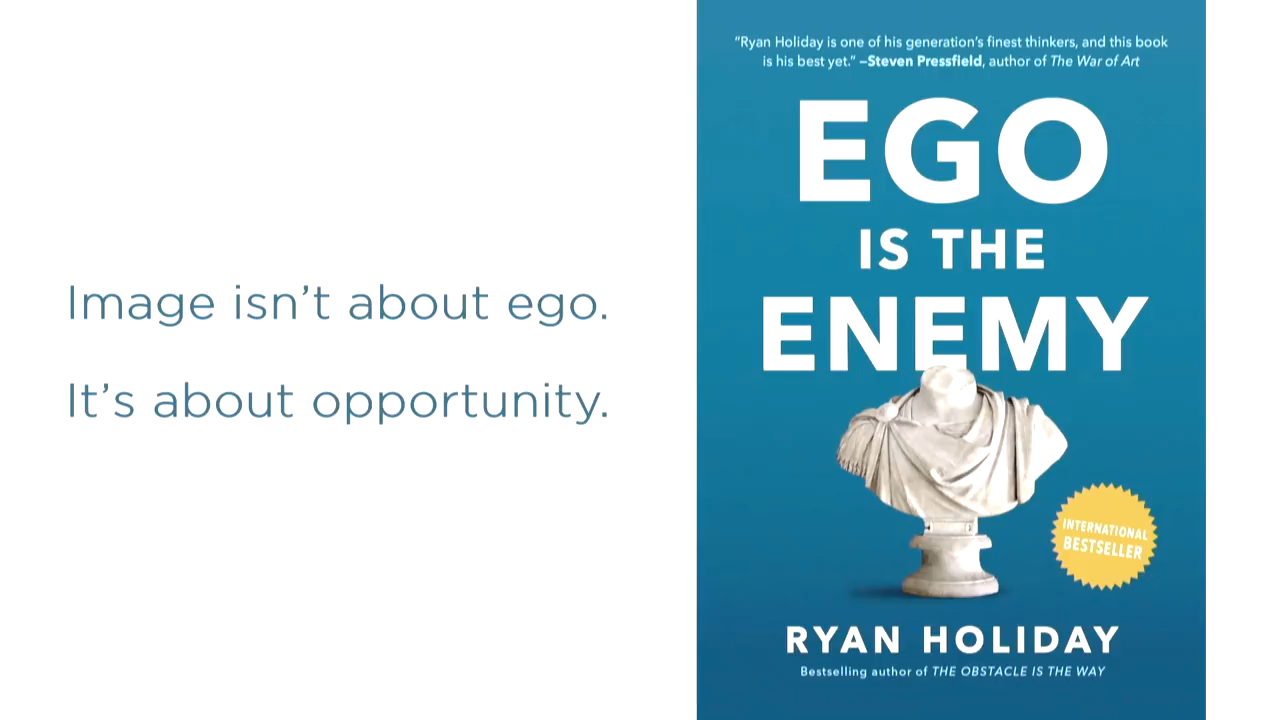 Image isn’t about ego.
It’s about opportunity.
“Ryan Holiday is one of his generation’s finest thinkers, and this book
is his best yet.” —Steven Pressfield, author of The War of Art
EGO
IS THE
ENEMY
INTERNATIONAL
BESTSELLER
RYAN HOLIDAY
Bestselling author of THE OBSTACLE IS THE WAY